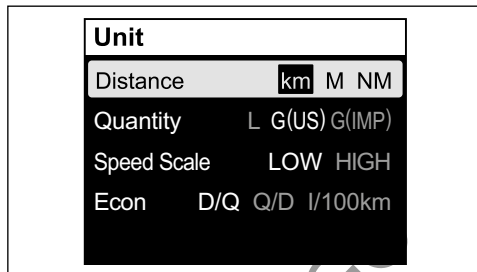 Unit
Distance km M NM
Quantity L G(US) G(IMP)
Speed Scale LOW HIGH
Econ D/Q Q/D l/100km